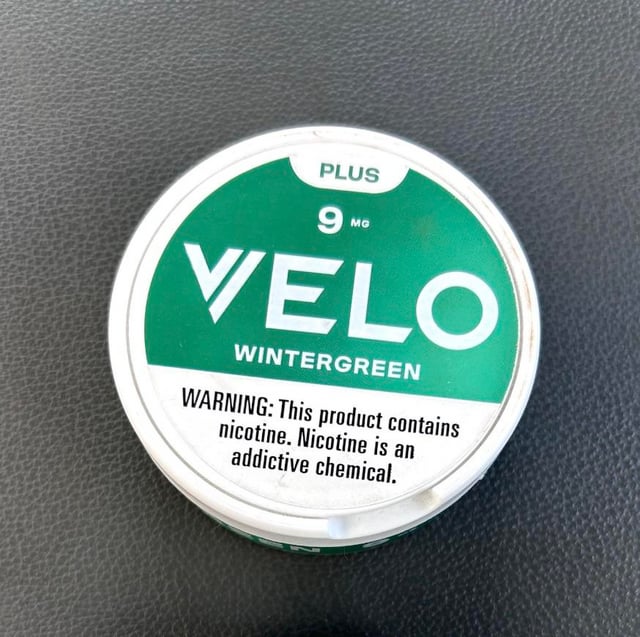 PLUS
9 MG
VELO
WINTERGREEN
WARNING: This product contains
nicotine. Nicotine is an
addictive chemical.